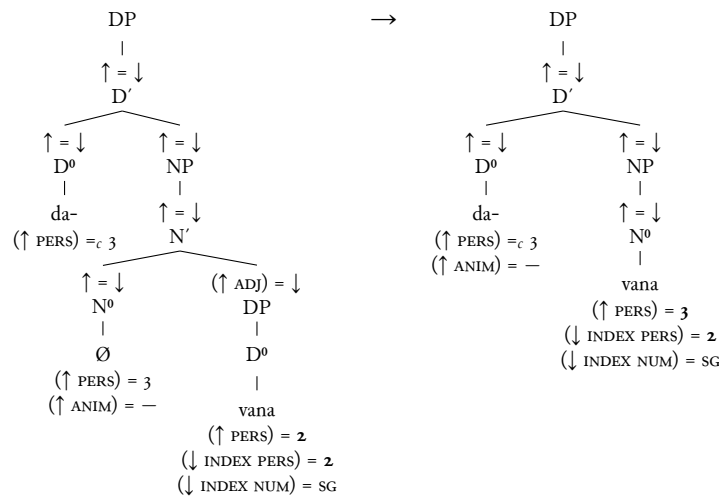 DP → DP
↑ = ↓ ↑ = ↓
D′ D′
↑ = ↓ ↑ = ↓ ↑ = ↓ ↑ = ↓
D⁰ NP D⁰ NP
da- ↑ = ↓ da- ↑ = ↓
(↑ PERS) =c 3 N′ (↑ PERS) =c 3 N⁰
(↑ ANIM) = —
↑ = ↓ (↑ ADJ) = ↓ vana
N⁰ DP (↑ PERS) = 3
Ø D⁰ (↓ INDEX PERS) = 2
(↑ PERS) = 3 (↓ INDEX NUM) = SG
(↑ ANIM) = — vana
(↑ PERS) = 2
(↓ INDEX PERS) = 2
(↓ INDEX NUM) = SG